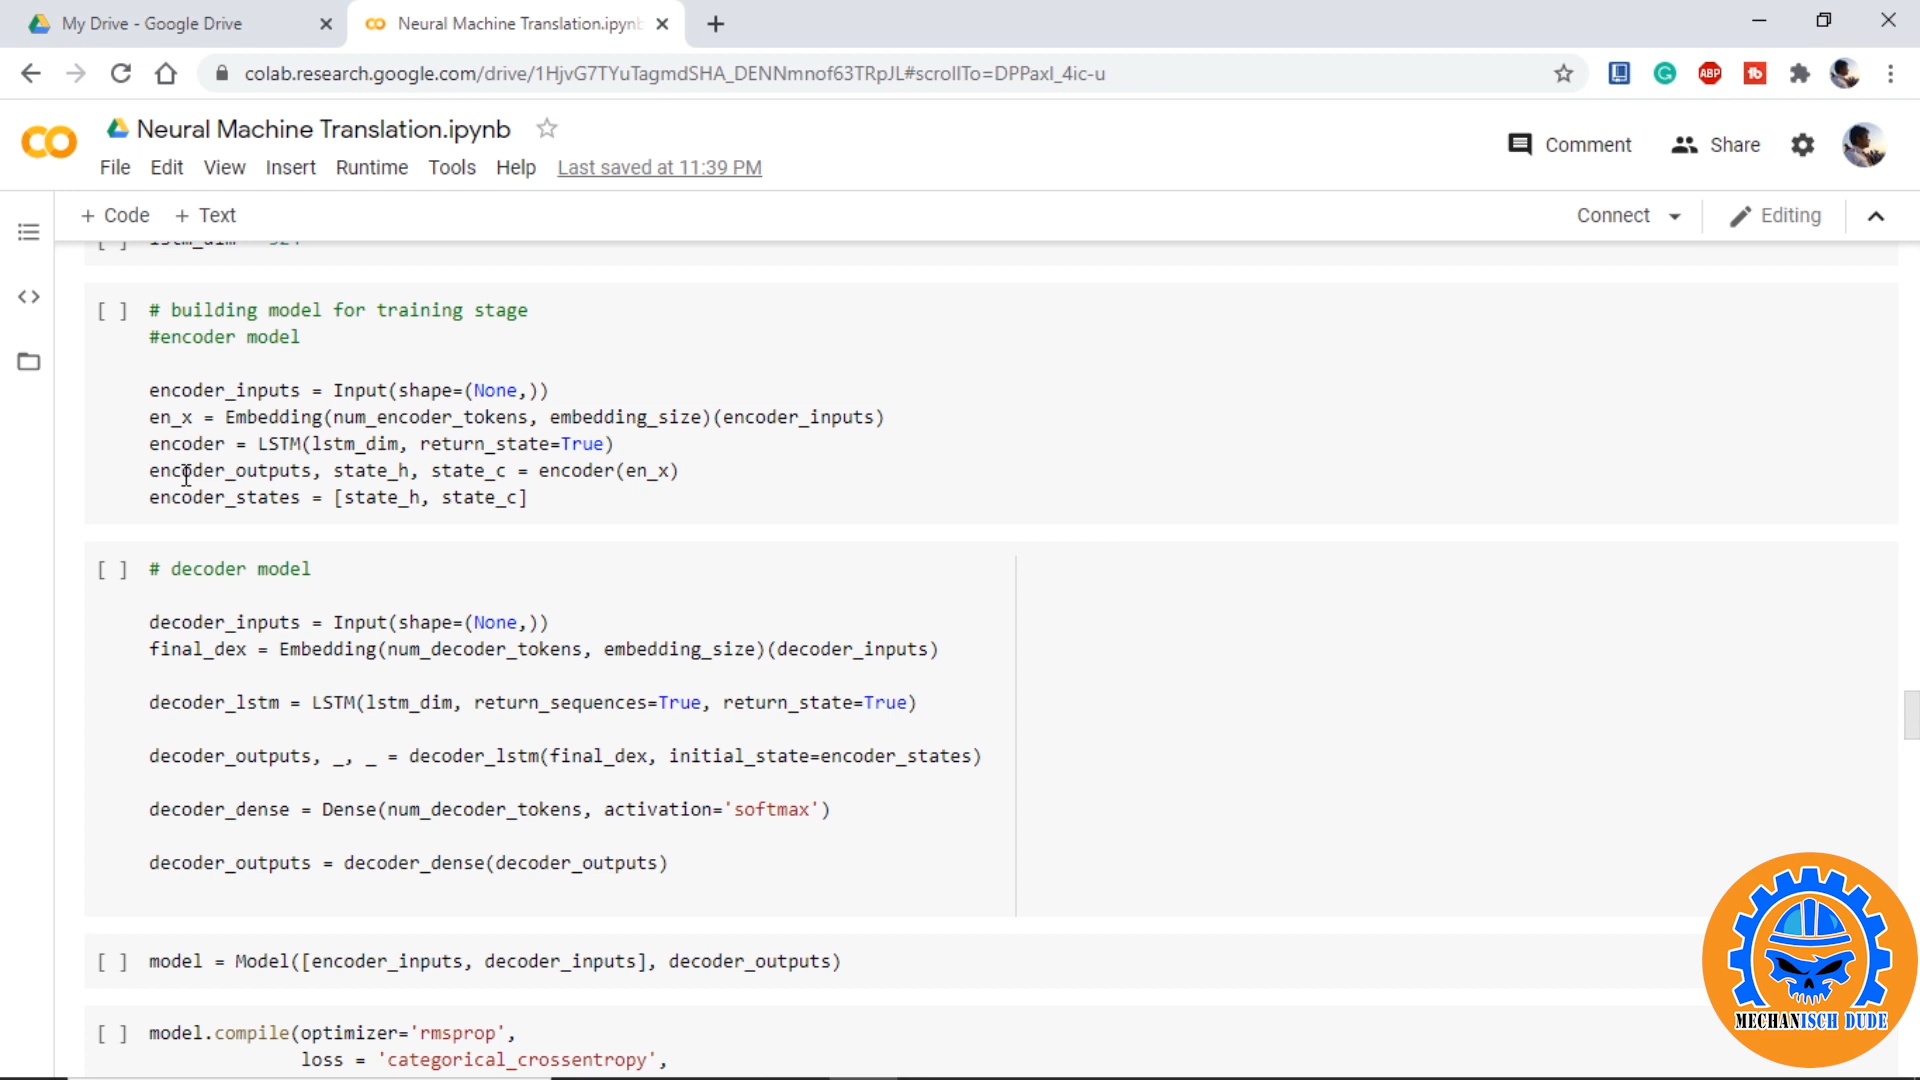 My Drive - Google Drive
Neural Machine Translation.ipynb
colab.research.google.com/drive/1HjvG7TYuTagmdSHA_DENNmnof63TRpJL#scrollTo=DPPaxI_4ic-u
ABP
Neural Machine Translation.ipynb
Comment
Share
File Edit View Insert Runtime Tools Help Last saved at 11:39 PM
+ Code + Text
Connect
Editing
[ ] # building model for training stage
#encoder model
encoder_inputs = Input(shape=(None,))
en_x = Embedding(num_encoder_tokens, embedding_size)(encoder_inputs)
encoder = LSTM(lstm_dim, return_state=True)
encoder_outputs, state_h, state_c = encoder(en_x)
encoder_states = [state_h, state_c]
[ ] # decoder model
decoder_inputs = Input(shape=(None,))
final_dex = Embedding(num_decoder_tokens, embedding_size)(decoder_inputs)
decoder_lstm = LSTM(lstm_dim, return_sequences=True, return_state=True)
decoder_outputs, _, _ = decoder_lstm(final_dex, initial_state=encoder_states)
decoder_dense = Dense(num_decoder_tokens, activation='softmax')
decoder_outputs = decoder_dense(decoder_outputs)
[ ] model = Model([encoder_inputs, decoder_inputs], decoder_outputs)
[ ] model.compile(optimizer='rmsprop',
loss = 'categorical_crossentropy',
MECHANISCH DUDE